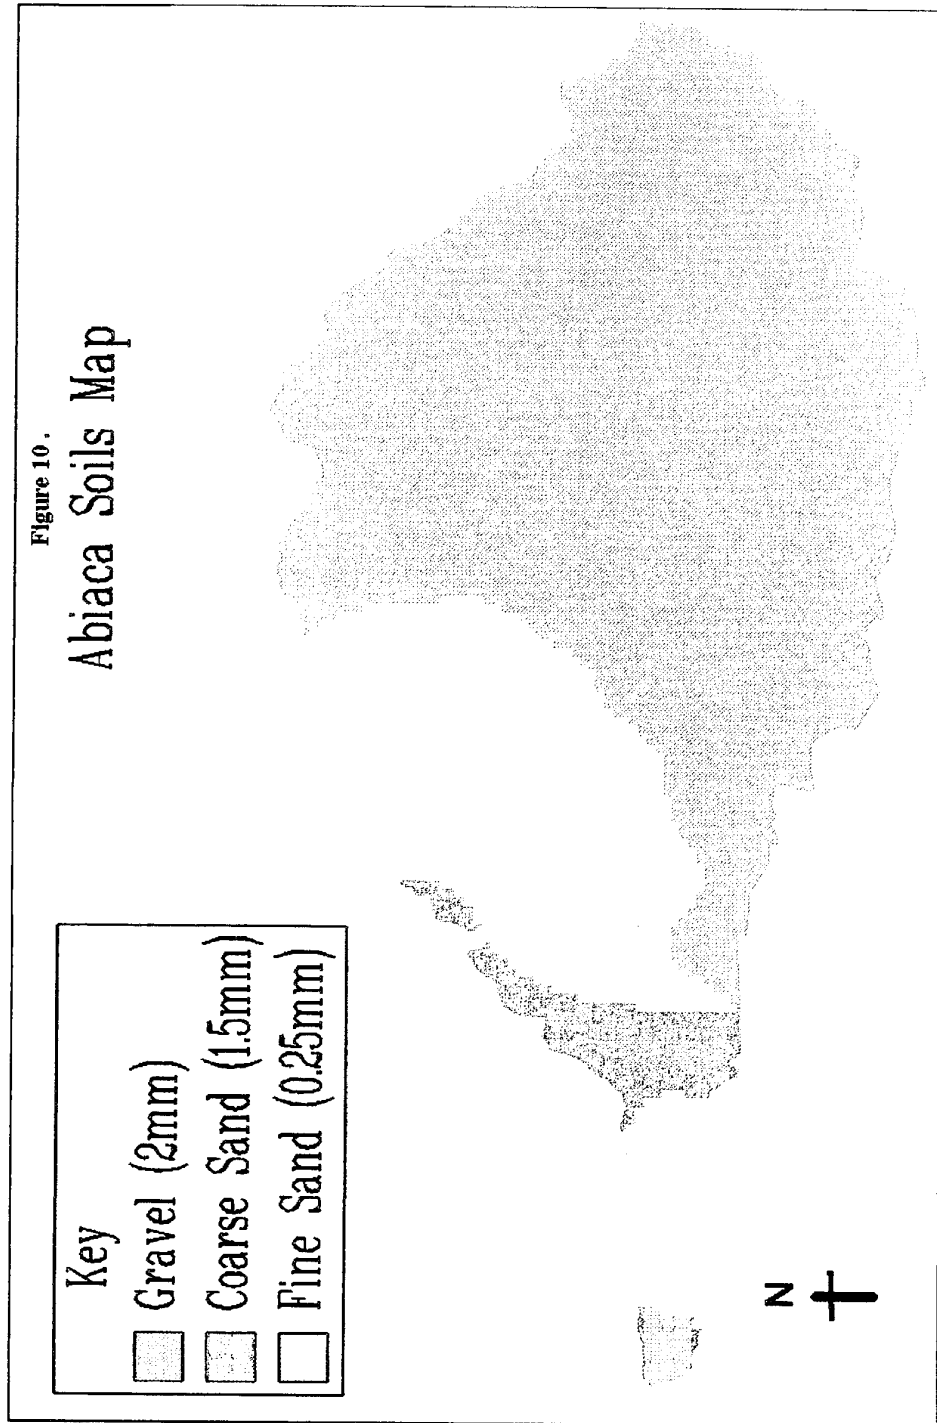 Figure 10.
Abiaca Soils Map
Key
Gravel (2mm)
Coarse Sand (1.5mm)
Fine Sand (0.25mm)
N